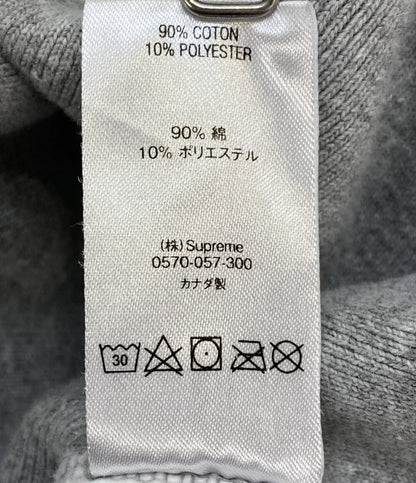 90% COTON
10% POLYESTER
90% 綿
10% ポリエステル
(株)Supreme
0570-057-300
カナダ製
30